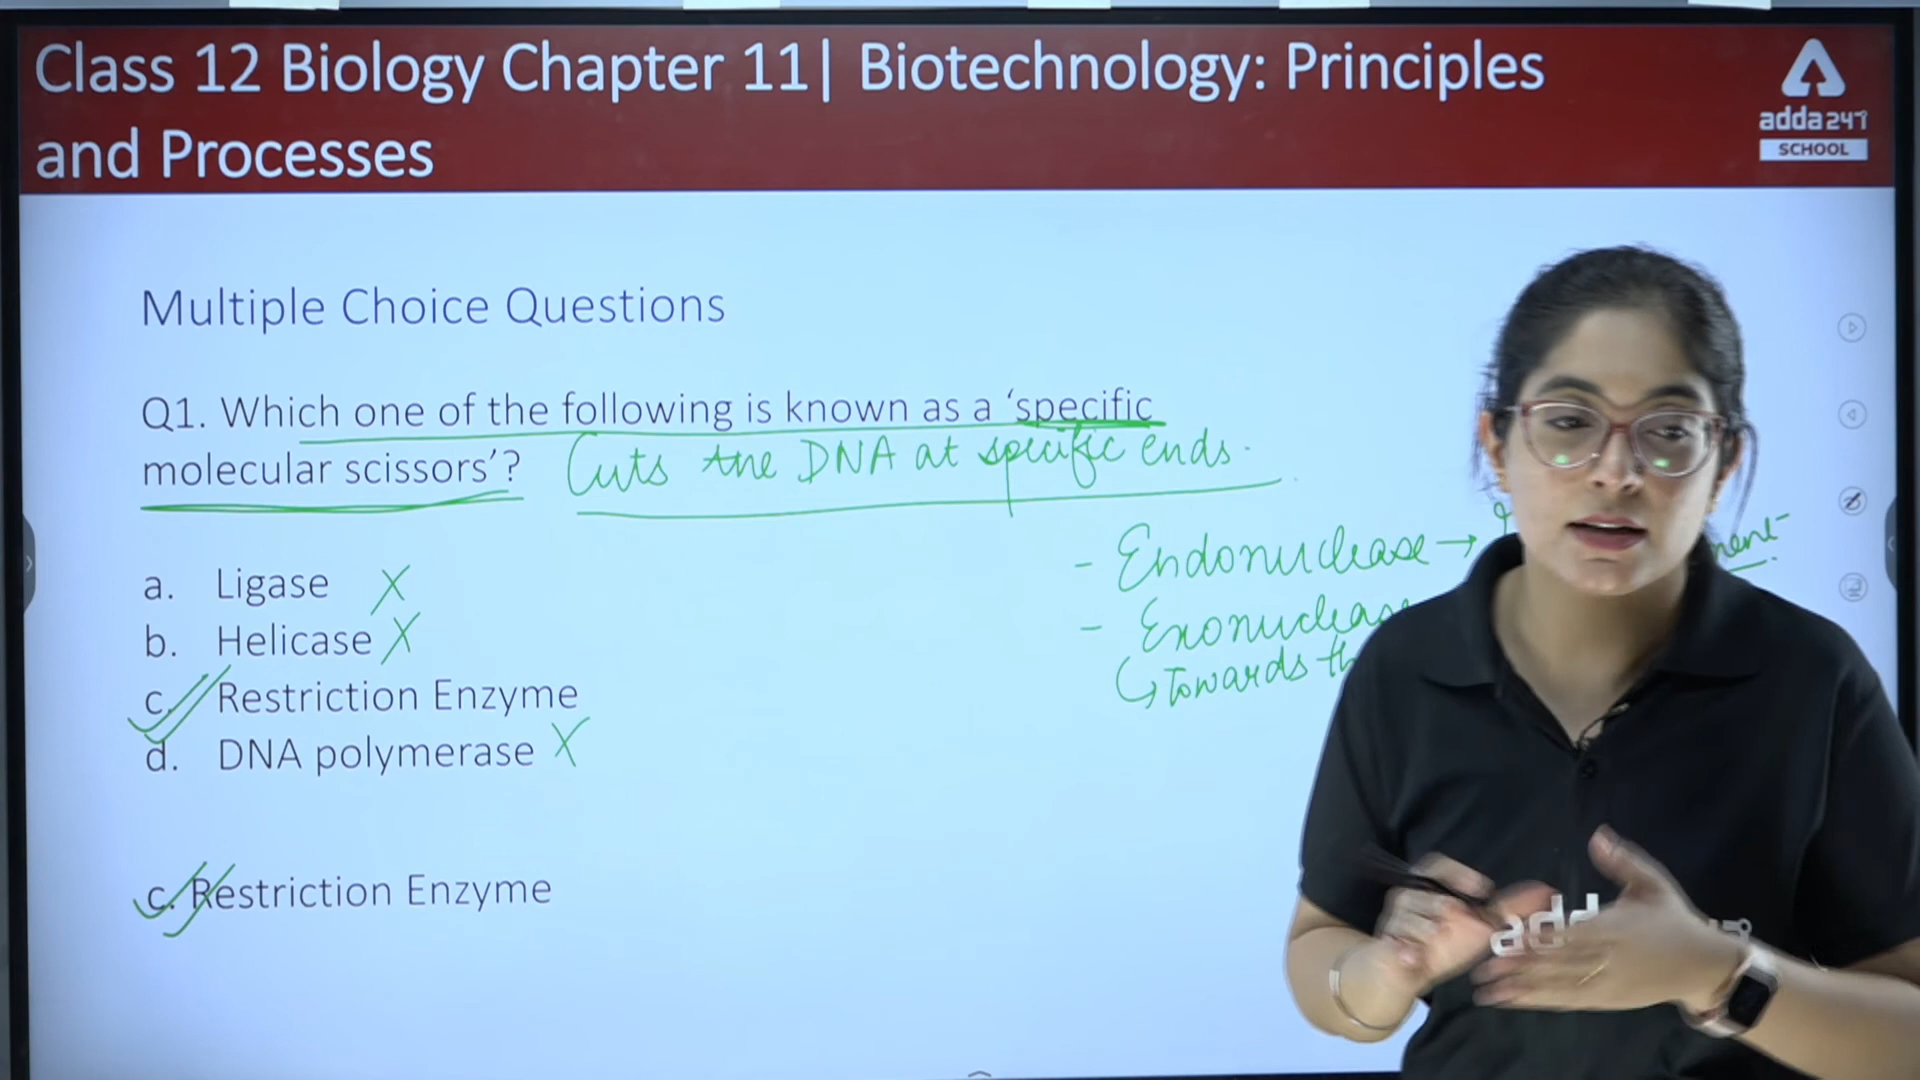 Class 12 Biology Chapter 11| Biotechnology: Principles
and Processes
adda247
SCHOOL
Multiple Choice Questions
Q1. Which one of the following is known as a ‘specific
molecular scissors’?
Cuts the DNA at specific ends.
- Endonuclease →
- Exonucleas
↳ Towards th
a. Ligase X
b. Helicase X
c. Restriction Enzyme
d. DNA polymerase X
c. Restriction Enzyme
add